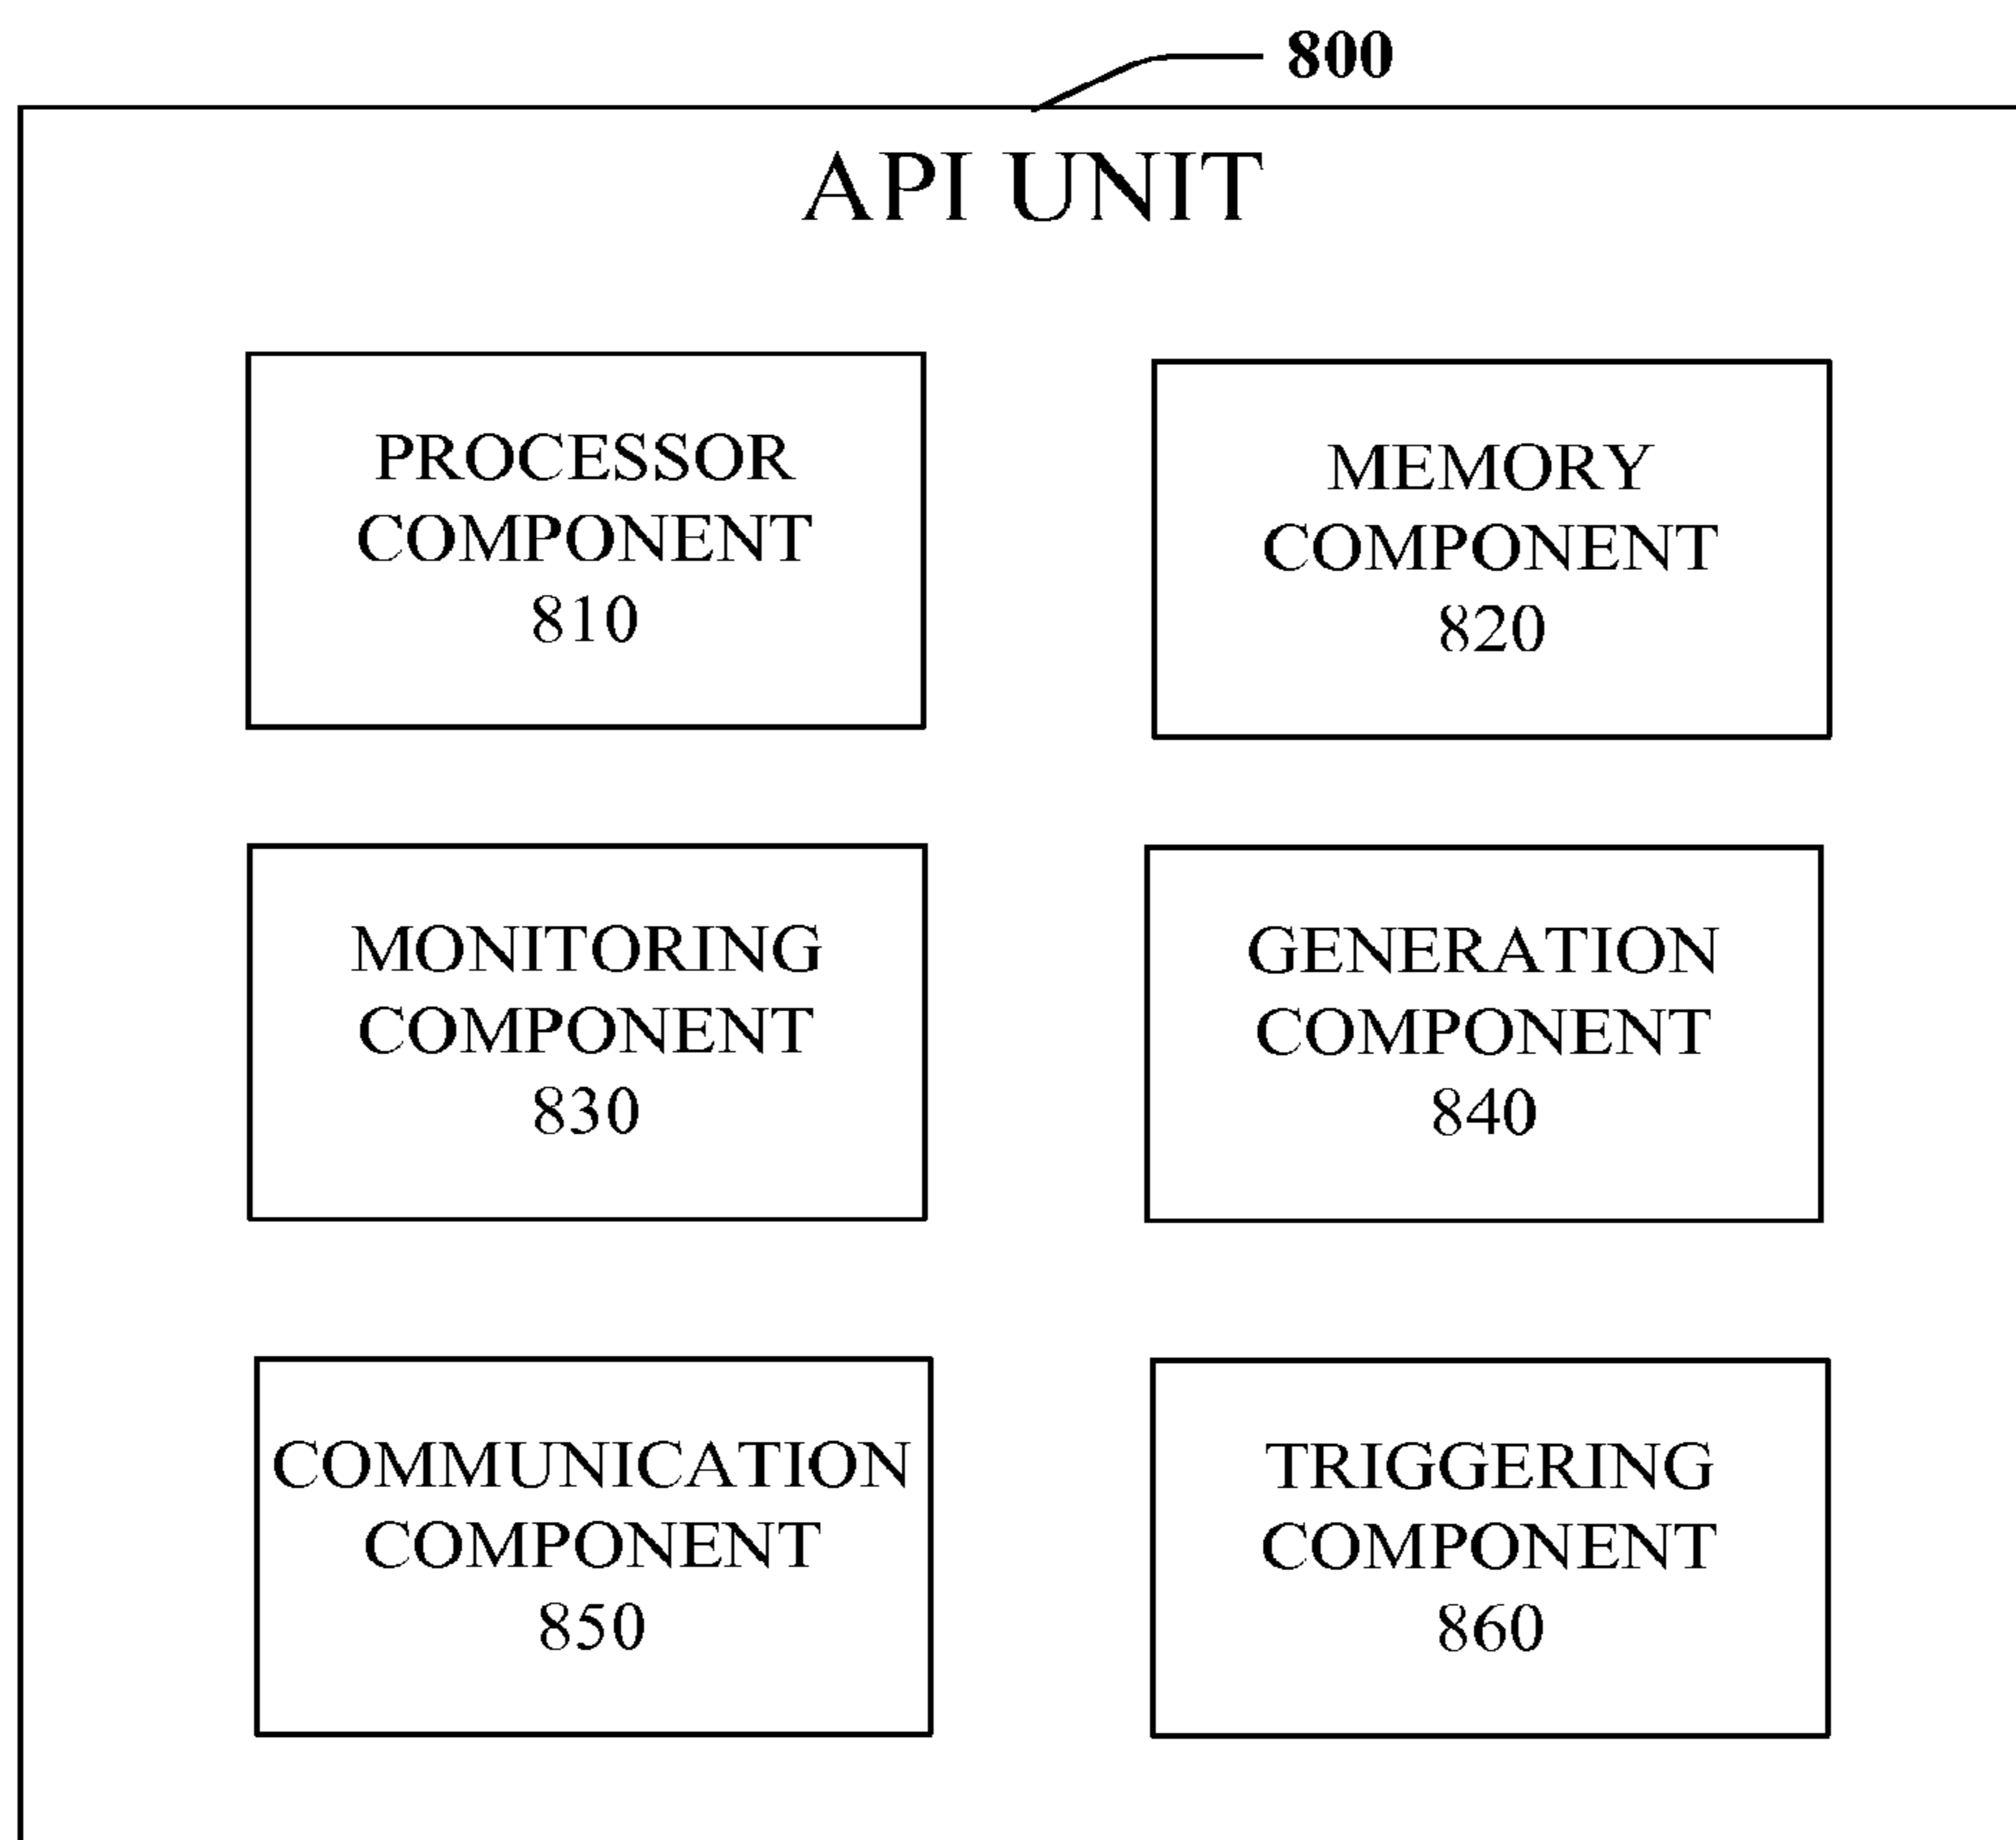 800
API UNIT
PROCESSOR
COMPONENT
810
MEMORY
COMPONENT
820
MONITORING
COMPONENT
830
GENERATION
COMPONENT
840
COMMUNICATION
COMPONENT
850
TRIGGERING
COMPONENT
860